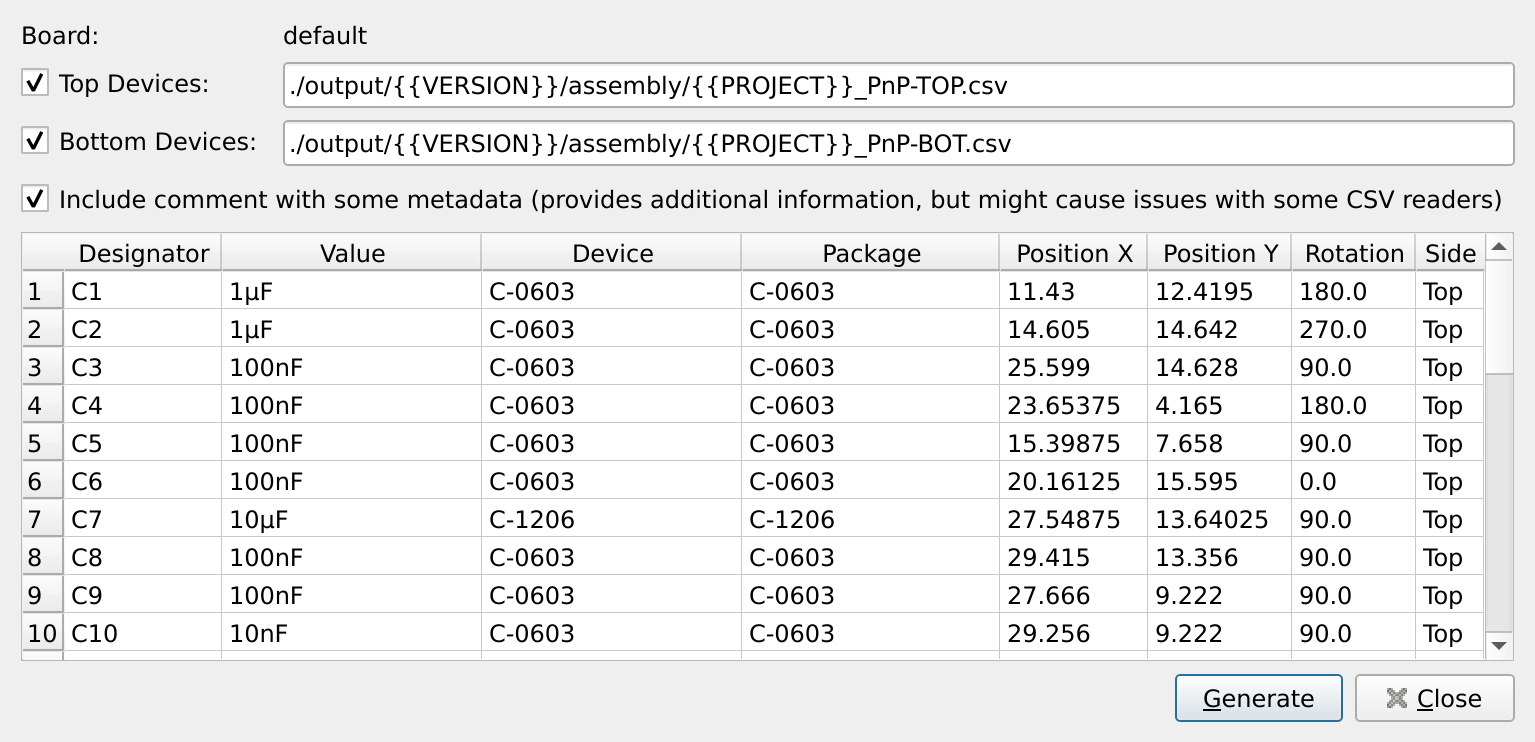 Board: default
Top Devices: ./output/{{VERSION}}/assembly/{{PROJECT}}_PnP-TOP.csv
Bottom Devices: ./output/{{VERSION}}/assembly/{{PROJECT}}_PnP-BOT.csv
Include comment with some metadata (provides additional information, but might cause issues with some CSV readers)
Designator Value Device Package Position X Position Y Rotation Side
1 C1 1µF C-0603 C-0603 11.43 12.4195 180.0 Top
2 C2 1µF C-0603 C-0603 14.605 14.642 270.0 Top
3 C3 100nF C-0603 C-0603 25.599 14.628 90.0 Top
4 C4 100nF C-0603 C-0603 23.65375 4.165 180.0 Top
5 C5 100nF C-0603 C-0603 15.39875 7.658 90.0 Top
6 C6 100nF C-0603 C-0603 20.16125 15.595 0.0 Top
7 C7 10µF C-1206 C-1206 27.54875 13.64025 90.0 Top
8 C8 100nF C-0603 C-0603 29.415 13.356 90.0 Top
9 C9 100nF C-0603 C-0603 27.666 9.222 90.0 Top
10 C10 10nF C-0603 C-0603 29.256 9.222 90.0 Top
Generate Close